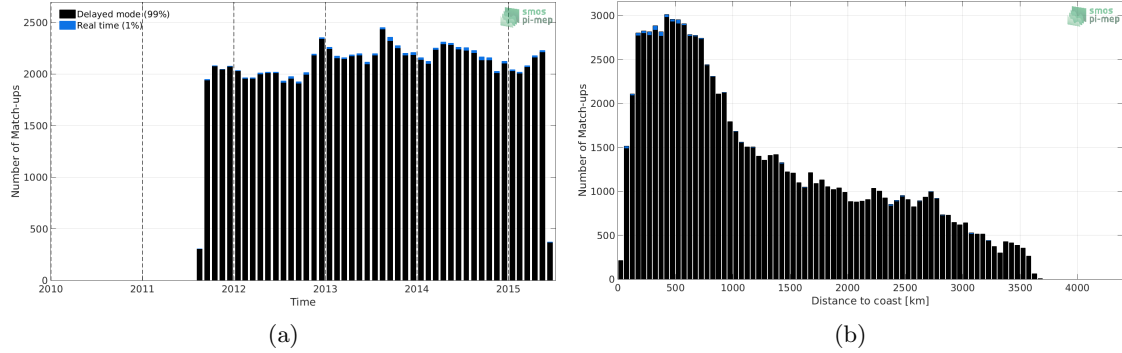 Delayed mode (99%)
Real time (1%)
smos
pi-mep
Number of Match-ups
2500
2000
1500
1000
500
0
2010
2011
2012
2013
2014
2015
Time
(a)
smos
pi-mep
Number of Match-ups
3000
2500
2000
1500
1000
500
0
0
500
1000
1500
2000
2500
3000
3500
4000
Distance to coast [km]
(b)